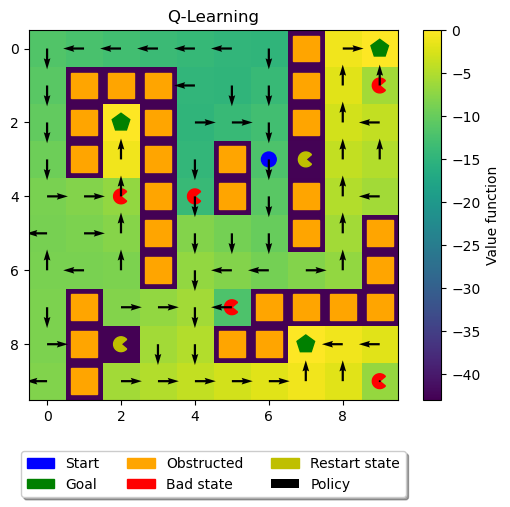 Q-Learning
0
2
4
6
8
0 2 4 6 8
0
−5
−10
−15
−20
−25
−30
−35
−40
Value function
Start Obstructed Restart state
Goal Bad state Policy